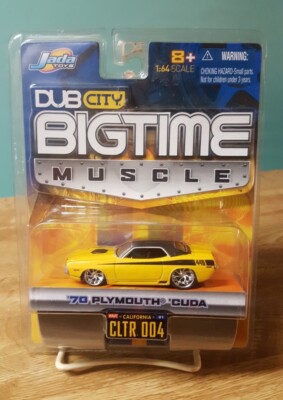 Jada
TOYS
8+
1:64 SCALE
WARNING:
CHOKING HAZARD-Small parts.
Not for children under 3 years.
DUB CITY
BIGTIME
MUSCLE
'70 PLYMOUTH 'CUDA
CALIFORNIA
CLTR 004